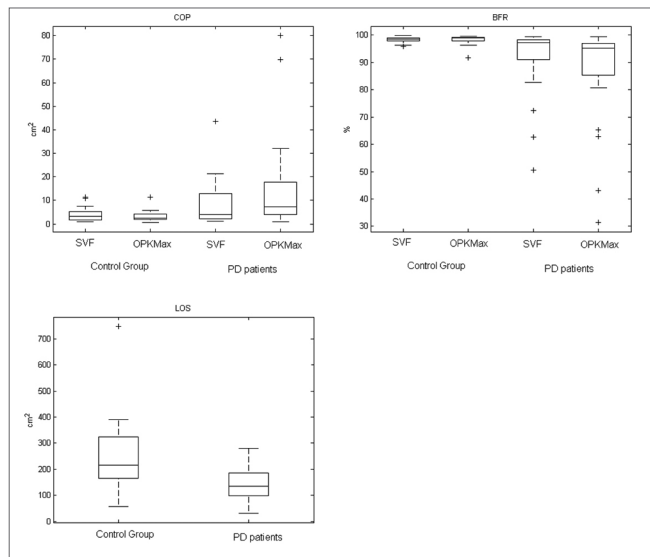 COP
80
70
60
50
40
30
20
10
0
cm²
SVF OPKMax SVF OPKMax
Control Group PD patients
BFR
100
90
80
70
60
50
40
30
%
SVF OPKMax SVF OPKMax
Control Group PD patients
LOS
700
600
500
400
300
200
100
0
cm²
Control Group PD patients